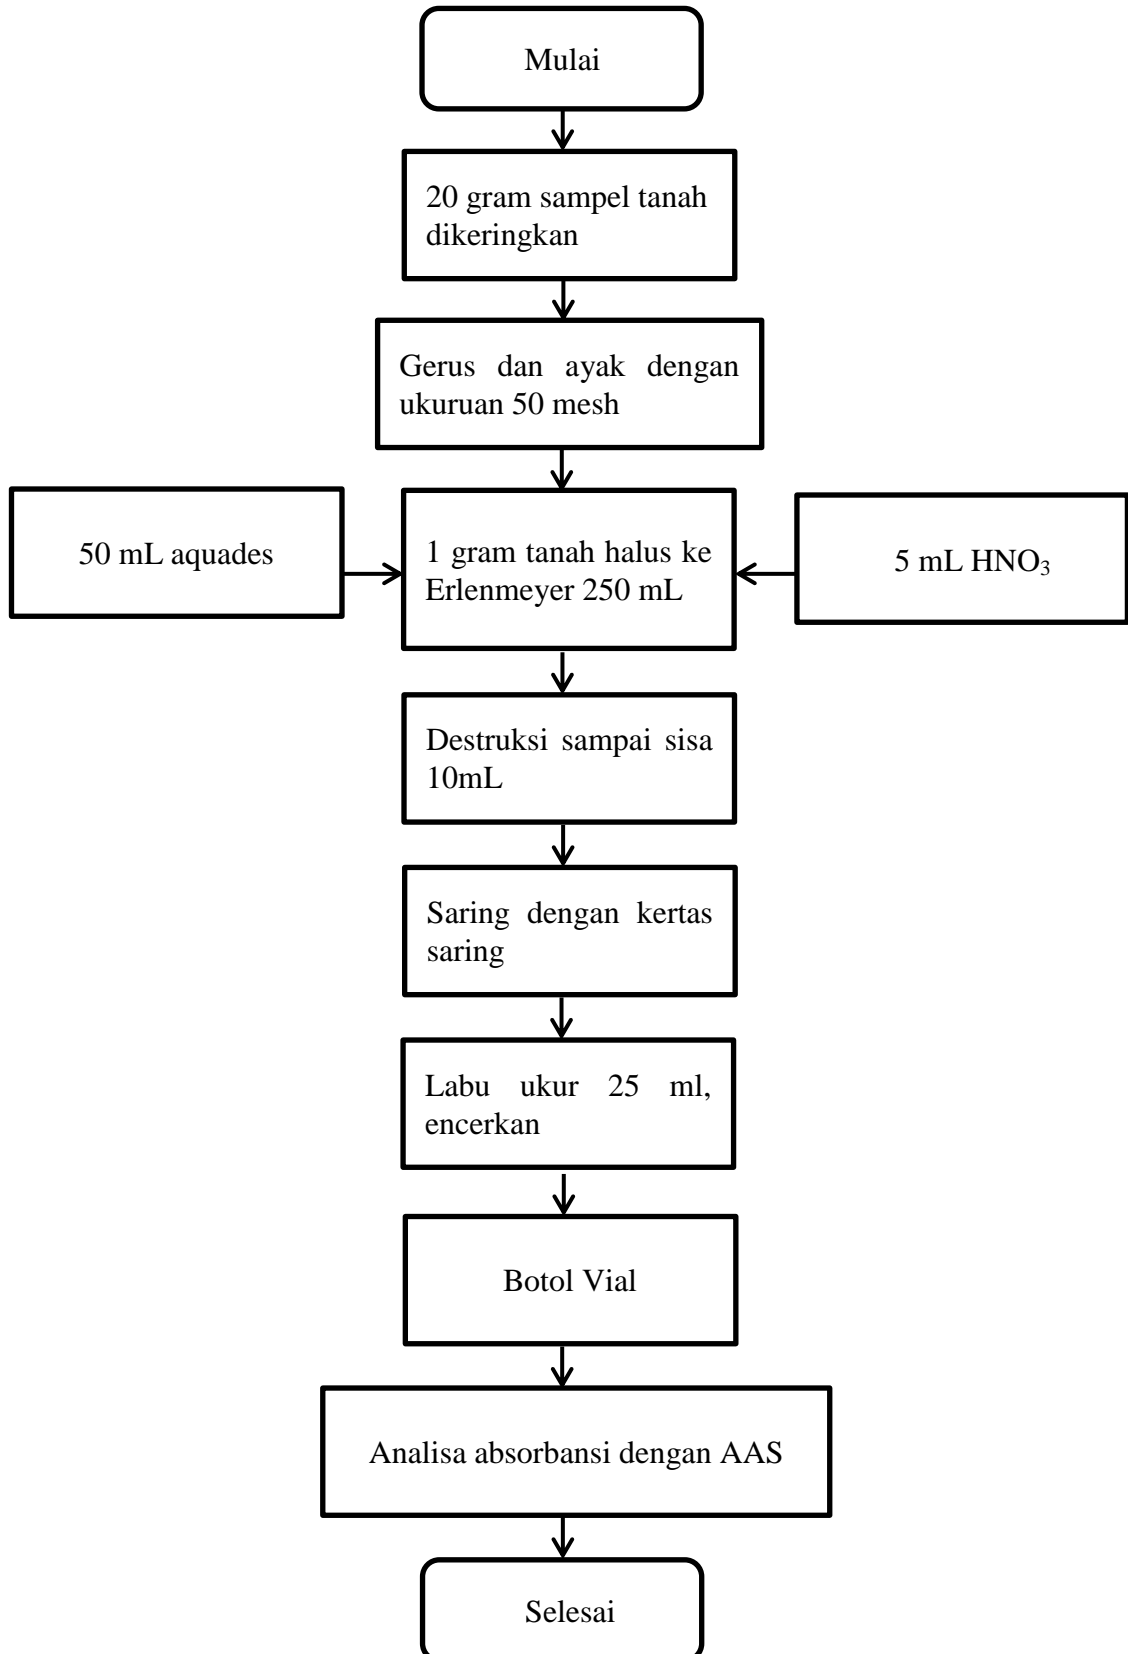 Mulai
20 gram sampel tanah
dikeringkan
Gerus dan ayak dengan
ukuruan 50 mesh
50 mL aquades
1 gram tanah halus ke
Erlenmeyer 250 mL
5 mL HNO₃
Destruksi sampai sisa
10mL
Saring dengan kertas
saring
Labu ukur 25 ml,
encerkan
Botol Vial
Analisa absorbansi dengan AAS
Selesai